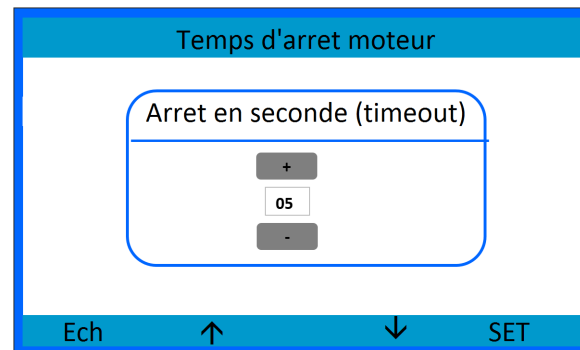 Temps d'arret moteur
Arret en seconde (timeout)
+
05
-
Ech ↑ ↓ SET